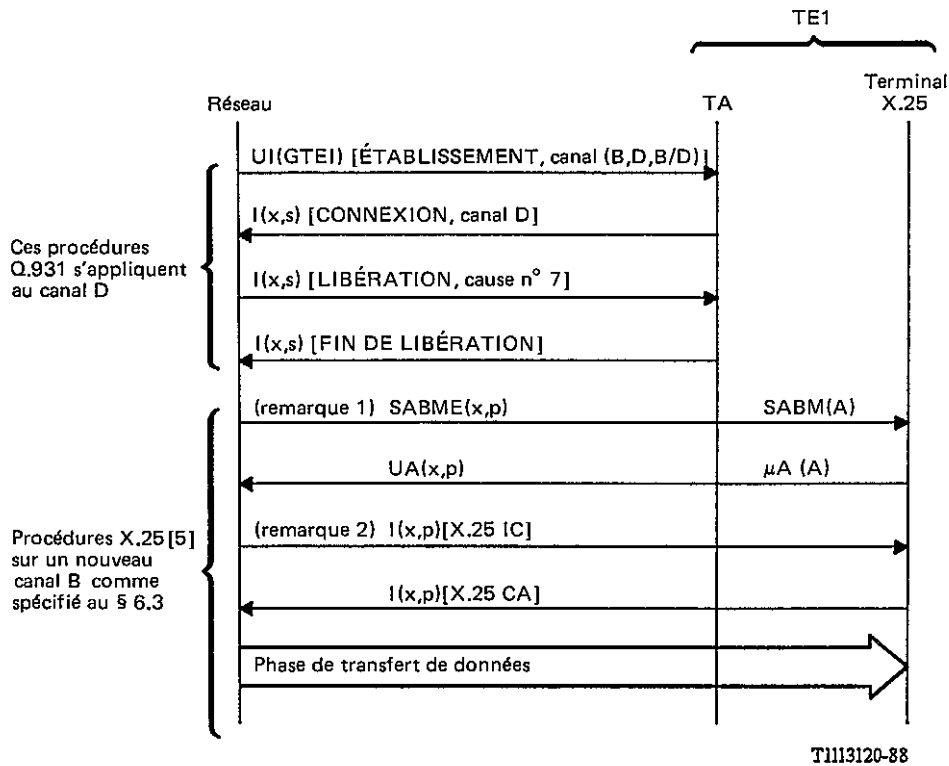 TE1
Réseau
TA
Terminal
X.25
UI(GTEI) [ÉTABLISSEMENT, canal (B,D,B/D)]
I(x,s) [CONNEXION, canal D]
Ces procédures
Q.931 s'appliquent
au canal D
I(x,s) [LIBÉRATION, cause n° 7]
I(x,s) [FIN DE LIBÉRATION]
(remarque 1) SABME(x,p) SABM(A)
UA(x,p) μA (A)
Procédures X.25 [5]
sur un nouveau
canal B comme
spécifié au § 6.3
(remarque 2) I(x,p)[X.25 IC]
I(x,p)[X.25 CA]
Phase de transfert de données
T1113120-88